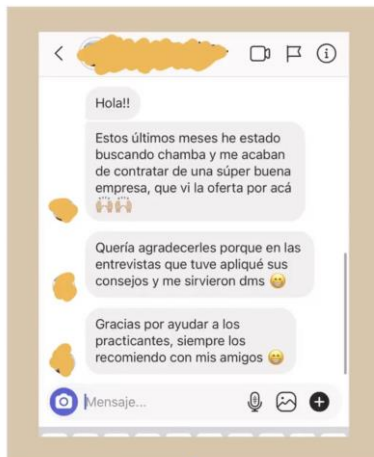 Hola!!
Estos últimos meses he estado
buscando chamba y me acaban
de contratar de una súper buena
empresa, que vi la oferta por acá
🙌🏼🙌🏼
Quería agradecerles porque en las
entrevistas que tuve apliqué sus
consejos y me sirvieron dms 😁
Gracias por ayudar a los
practicantes, siempre los
recomiendo con mis amigos 😁
Mensaje...